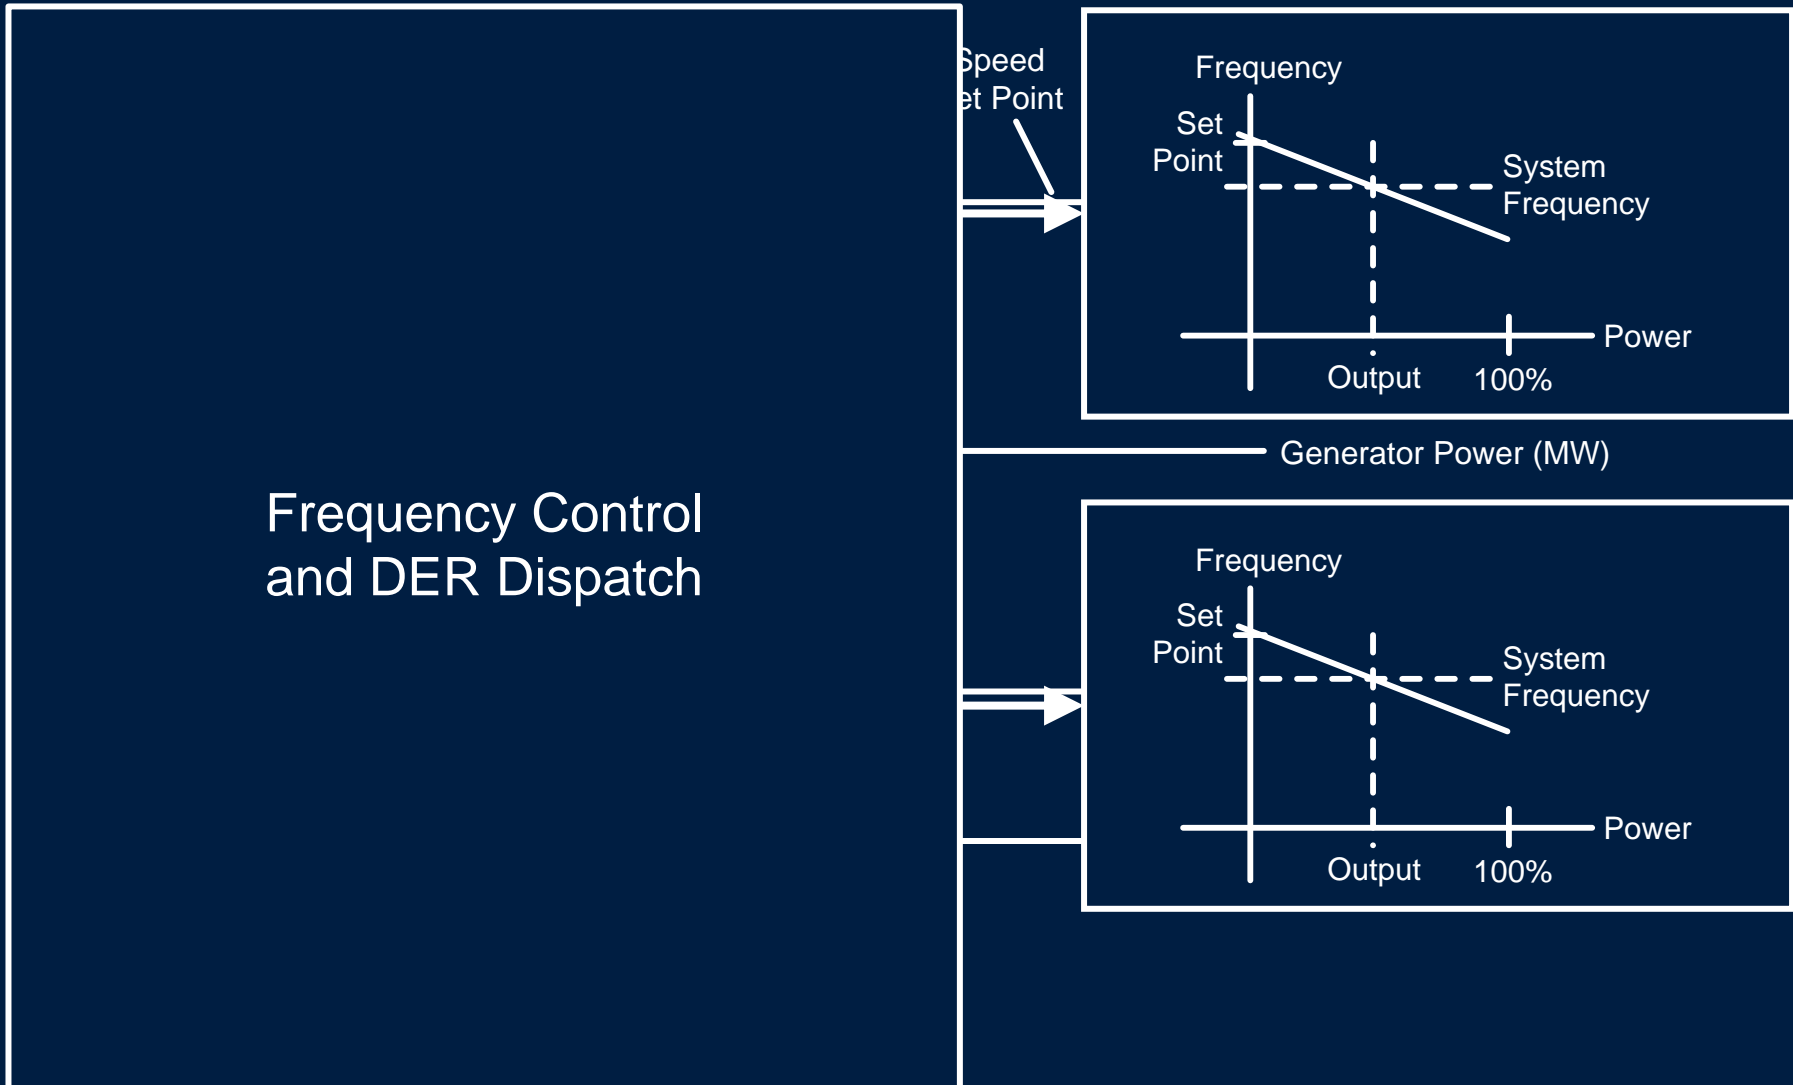 Frequency Control
and DER Dispatch
Speed
et Point
Frequency
Set
Point
System
Frequency
Power
Output
100%
Generator Power (MW)
Frequency
Set
Point
System
Frequency
Power
Output
100%